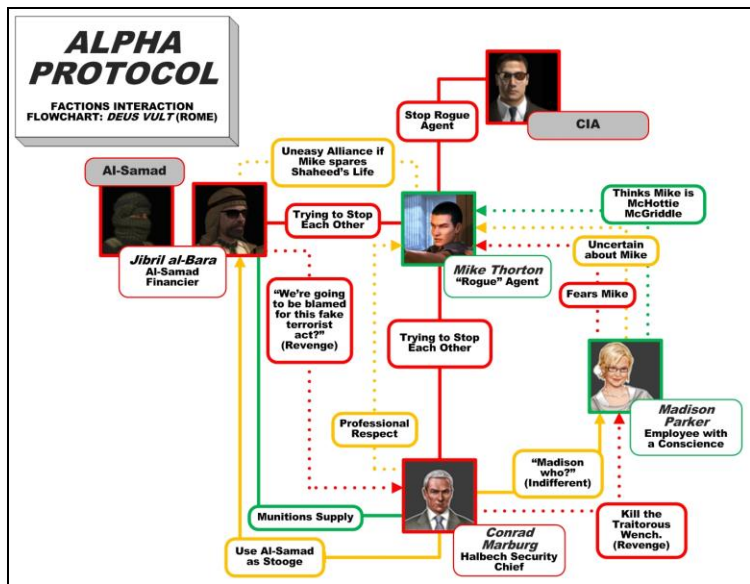 ALPHA
PROTOCOL
FACTIONS INTERACTION
FLOWCHART: DEUS VULT (ROME)
CIA
Stop Rogue
Agent
Uneasy Alliance if
Mike spares
Shaheed's Life
Al-Samad
Thinks Mike is
McHottie
McGriddle
Trying to Stop
Each Other
Uncertain
about Mike
Jibril al-Bara
Al-Samad
Financier
Mike Thorton
"Rogue" Agent
Fears Mike
"We're going
to be blamed
for this fake
terrorist
act?"
(Revenge)
Trying to Stop
Each Other
Madison
Parker
Employee with
a Conscience
Professional
Respect
"Madison
who?"
(Indifferent)
Munitions Supply
Kill the
Traitorous
Wench.
(Revenge)
Conrad
Marburg
Halbech Security
Chief
Use Al-Samad
as Stooge